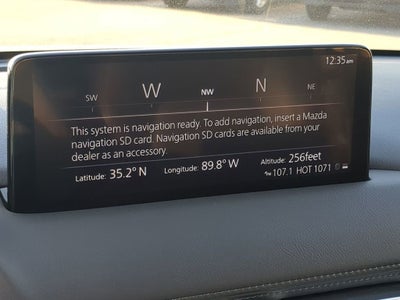 12:35am
SW W NW N NE
This system is navigation ready. To add navigation, insert a Mazda
navigation SD card. Navigation SD cards are available from your
dealer as an accessory.
Latitude: 35.2° N Longitude: 89.8° W Altitude: 256feet
107.1 HOT 1071